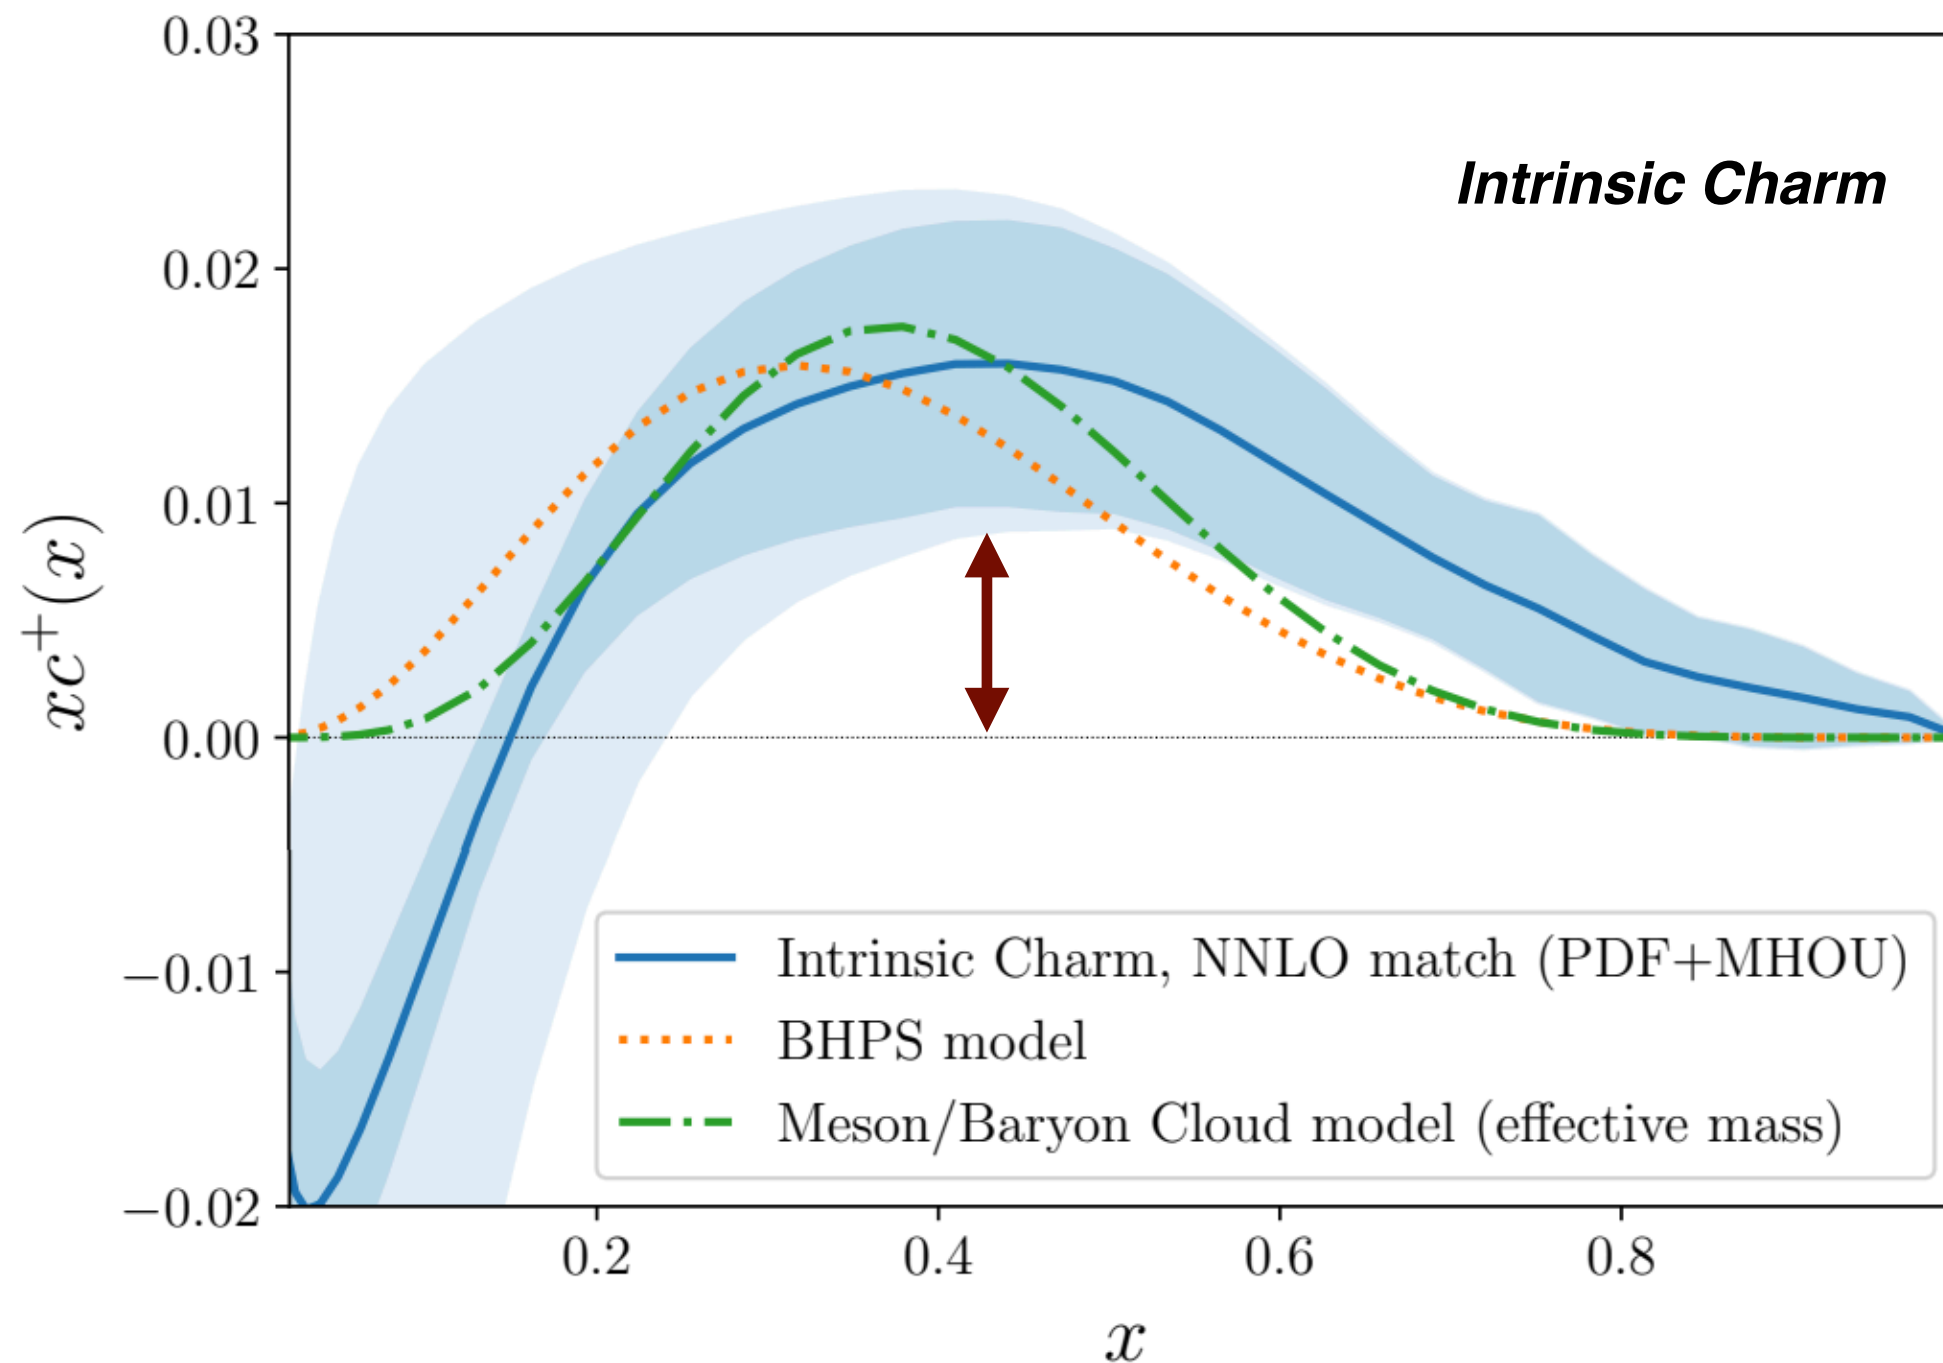 0.03
0.02
0.01
0.00
−0.01
−0.02
xc⁺(x)
Intrinsic Charm
Intrinsic Charm, NNLO match (PDF+MHOU)
BHPS model
Meson/Baryon Cloud model (effective mass)
0.2 0.4 0.6 0.8
x